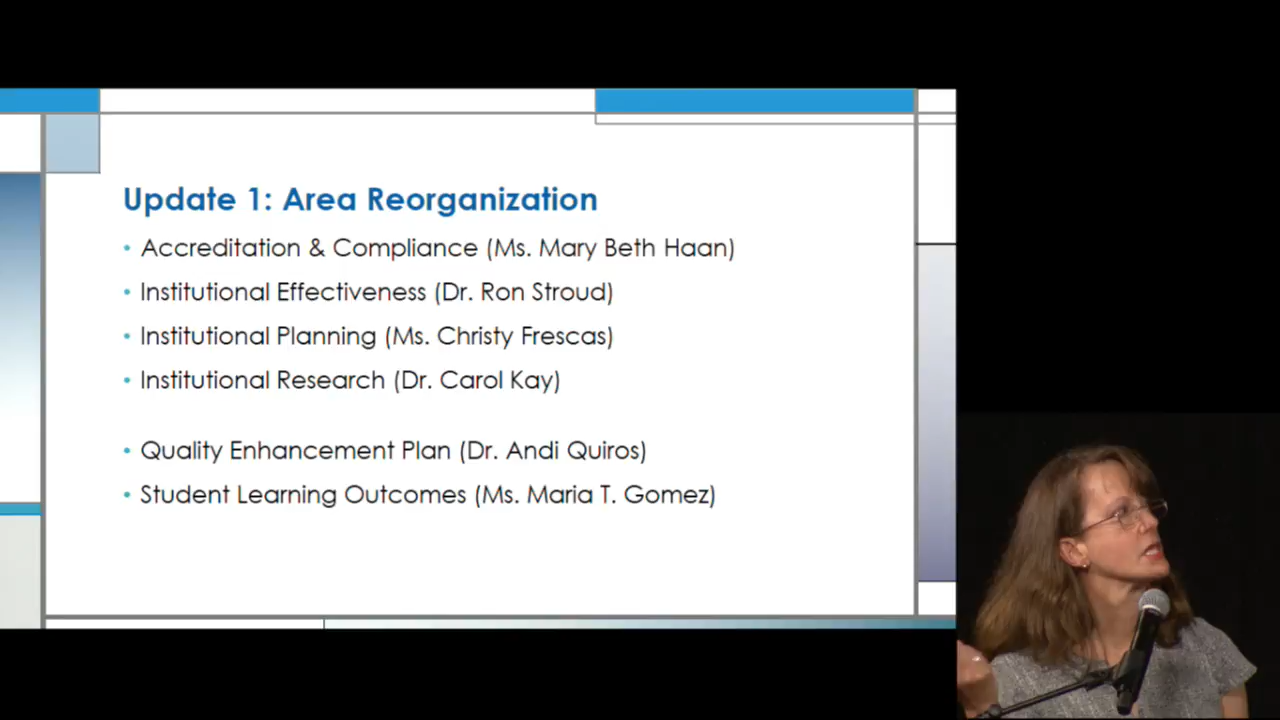 Update 1: Area Reorganization
• Accreditation & Compliance (Ms. Mary Beth Haan)
• Institutional Effectiveness (Dr. Ron Stroud)
• Institutional Planning (Ms. Christy Frescas)
• Institutional Research (Dr. Carol Kay)
• Quality Enhancement Plan (Dr. Andi Quiros)
• Student Learning Outcomes (Ms. Maria T. Gomez)